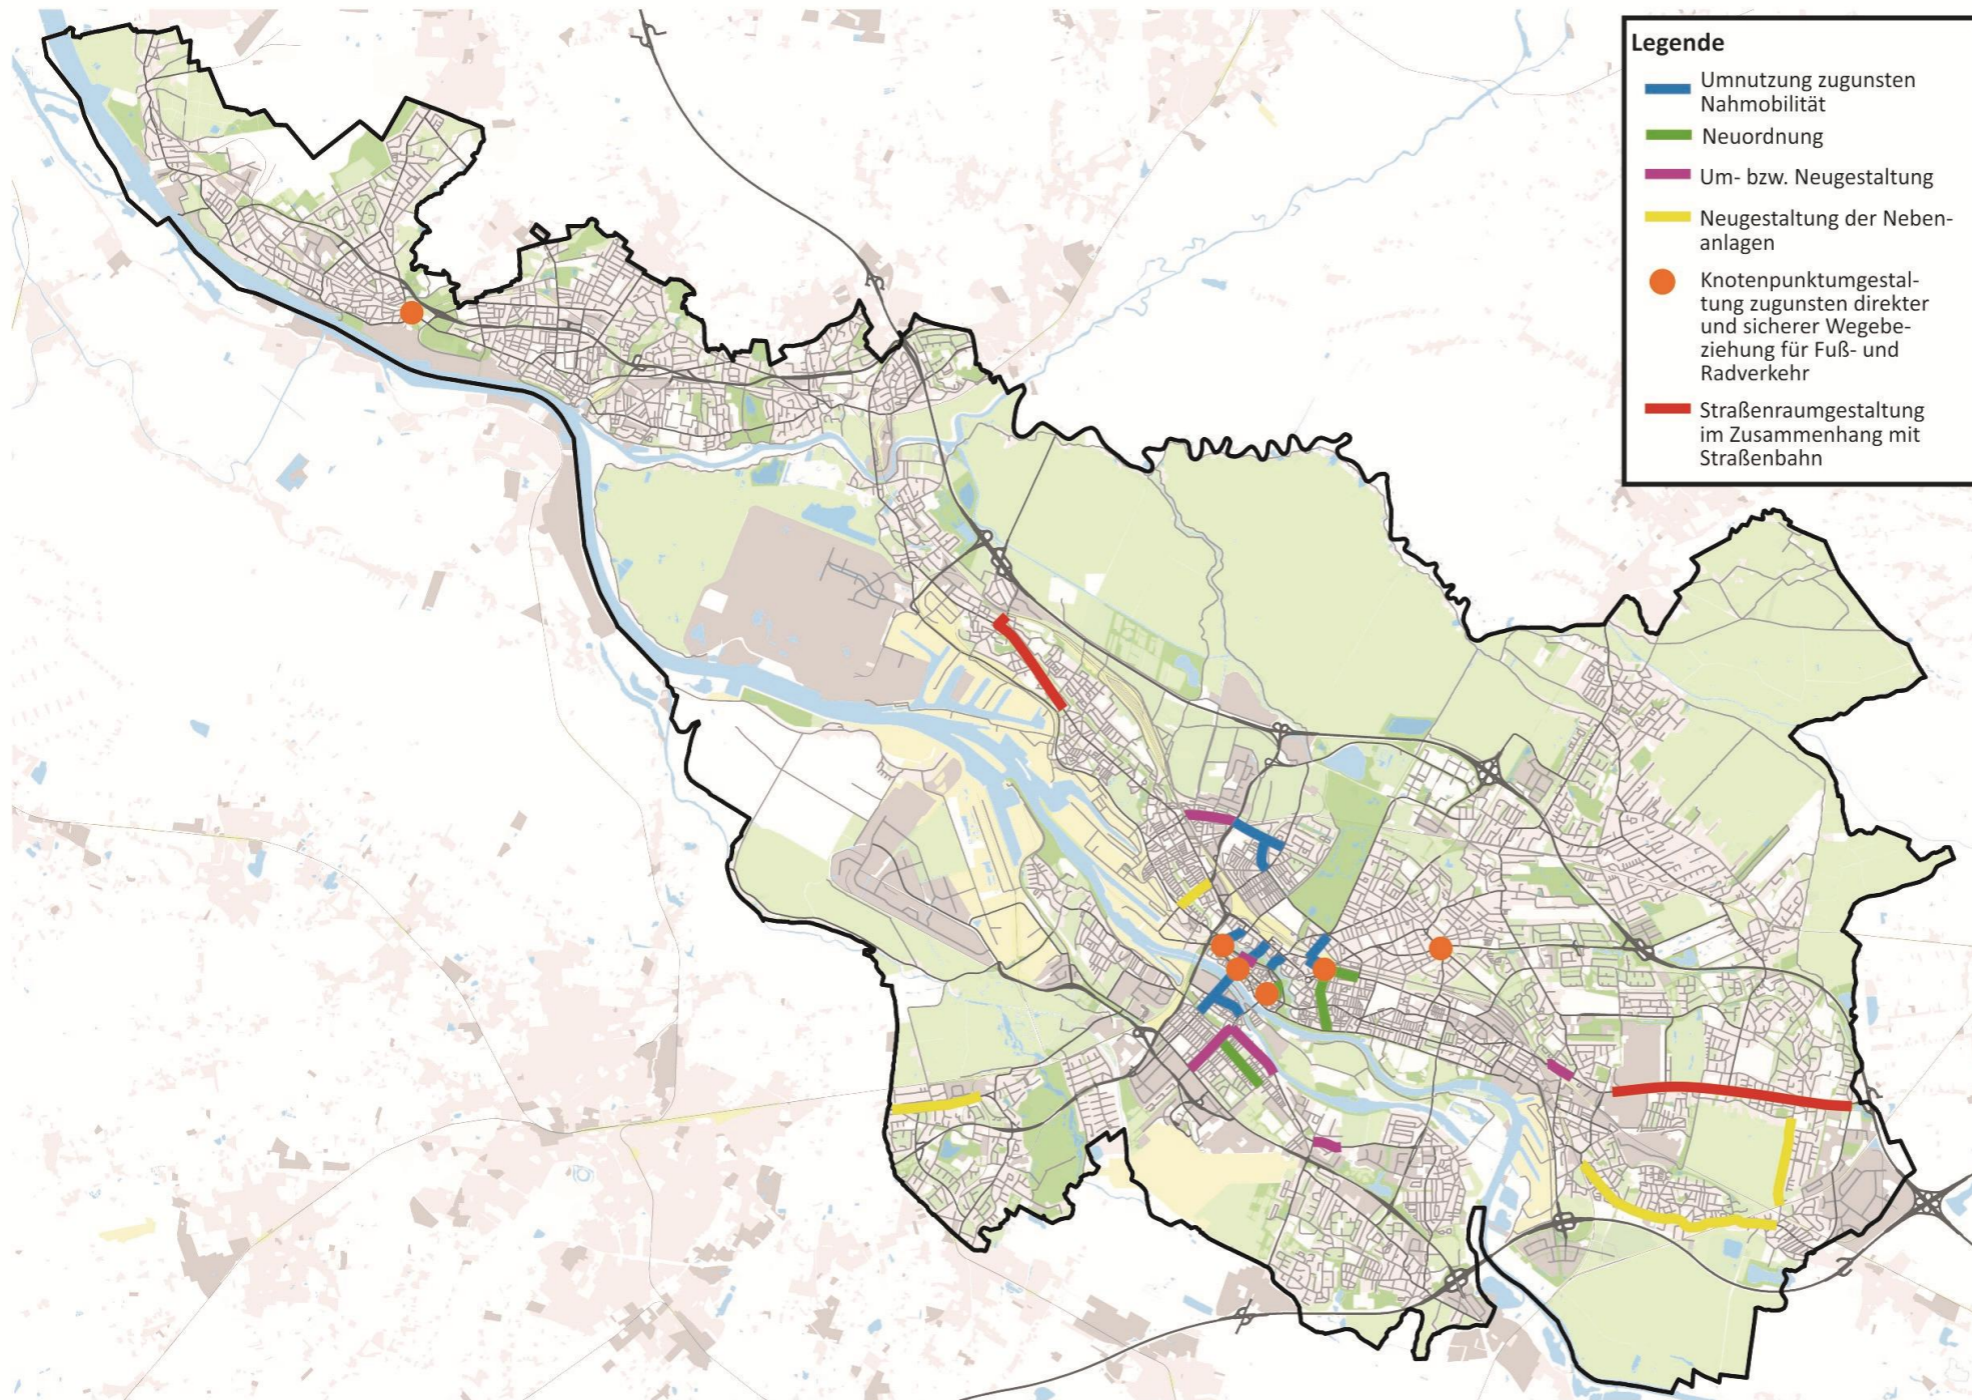 Legende
Umnutzung zugunsten
Nahmobilität
Neuordnung
Um- bzw. Neugestaltung
Neugestaltung der Neben-
anlagen
Knotenpunktumgestal-
tung zugunsten direkter
und sicherer Wegebe-
ziehung für Fuß- und
Radverkehr
Straßenraumgestaltung
im Zusammenhang mit
Straßenbahn